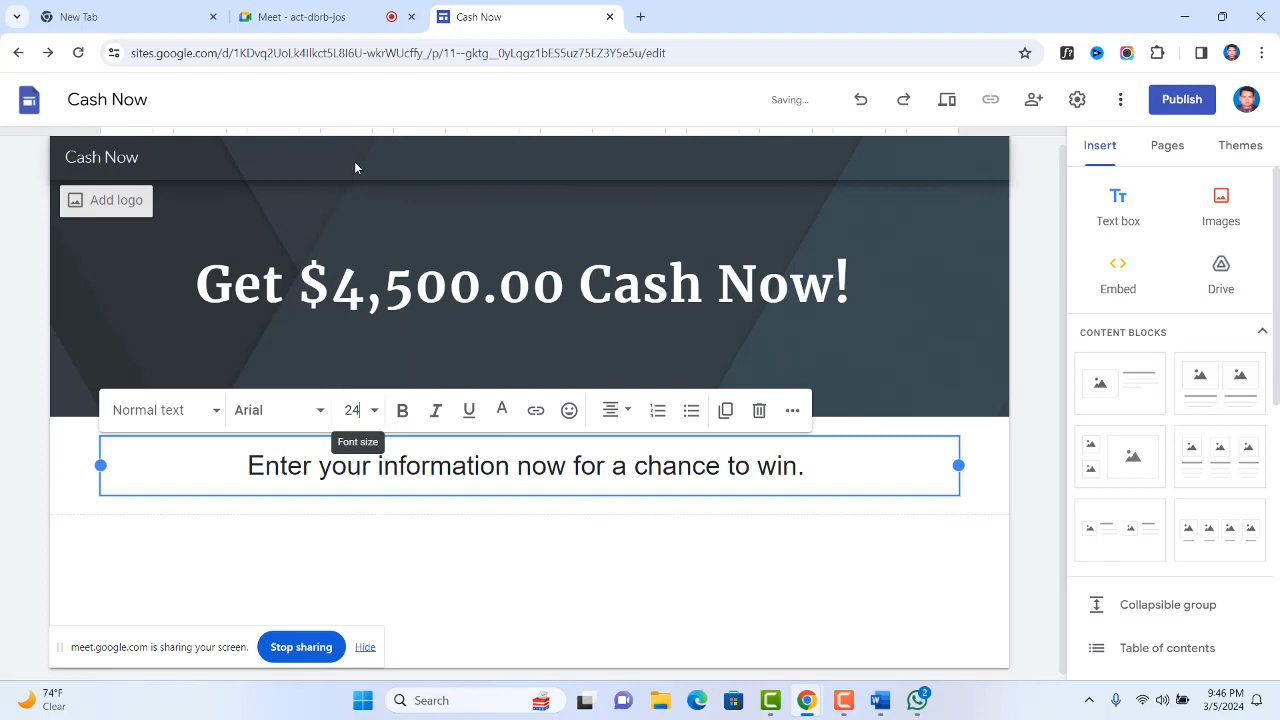 New Tab
Meet - act-dbrb-jos
Cash Now
sites.google.com/d/1KDvq2UoLk4Ilkct5L8I6U-wkrWUcffy_/p/11--gktg__0yLqgz1bES5uz75EZ3Y5e5u/edit
Cash Now
Saving...
Publish
Cash Now
Insert
Pages
Themes
Add logo
Text box
Images
Get $4,500.00 Cash Now!
Embed
Drive
CONTENT BLOCKS
Normal text
Arial
24
B
I
U
A
Font size
Enter your information now for a chance to win.
Collapsible group
meet.google.com is sharing your screen.
Stop sharing
Hide
Table of contents
74°F
Clear
Search
2
9:46 PM
3/5/2024